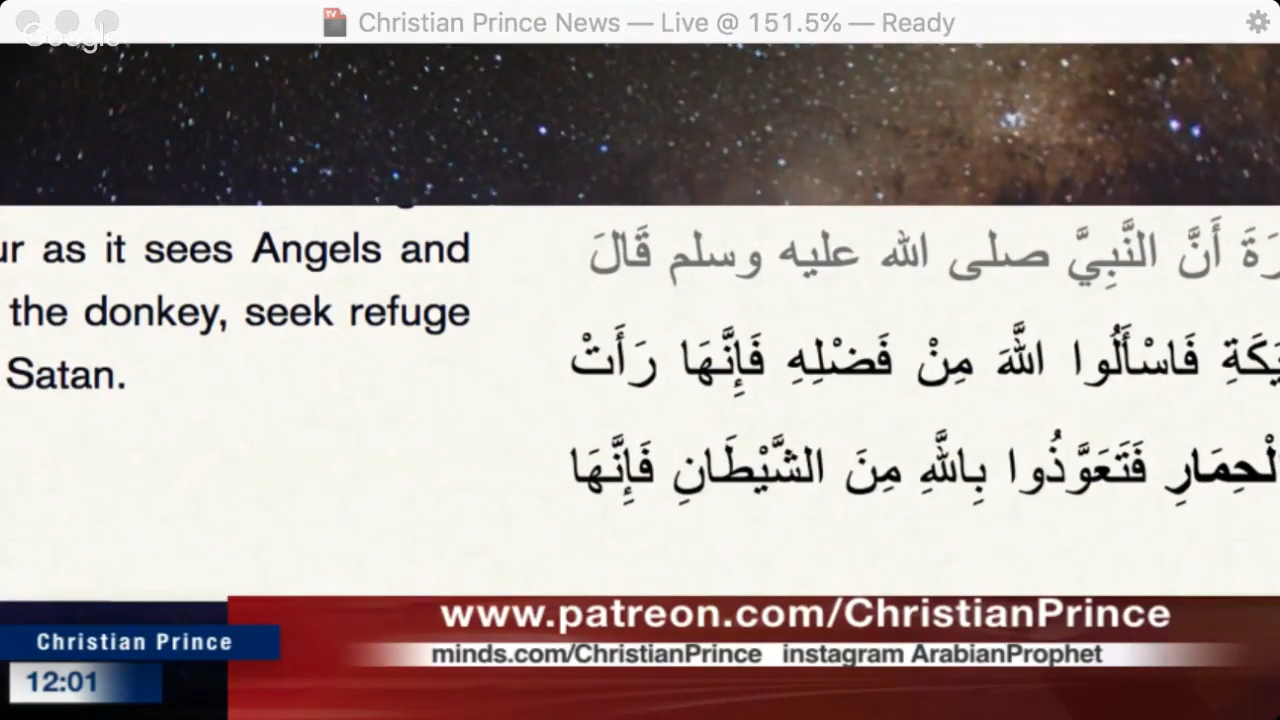 Christian Prince News — Live @ 151.5% — Ready
Google
ur as it sees Angels and
the donkey, seek refuge
Satan.
رَةَ أَنَّ النَّبِيَّ صلى الله عليه وسلم قَالَ
يَكَةِ فَاسْأَلُوا اللَّهَ مِنْ فَضْلِهِ فَإِنَّهَا رَأَتْ
لْحِمَارِ فَتَعَوَّذُوا بِاللَّهِ مِنَ الشَّيْطَانِ فَإِنَّهَا
www.patreon.com/ChristianPrince
Christian Prince
minds.com/ChristianPrince instagram ArabianProphet
12:01